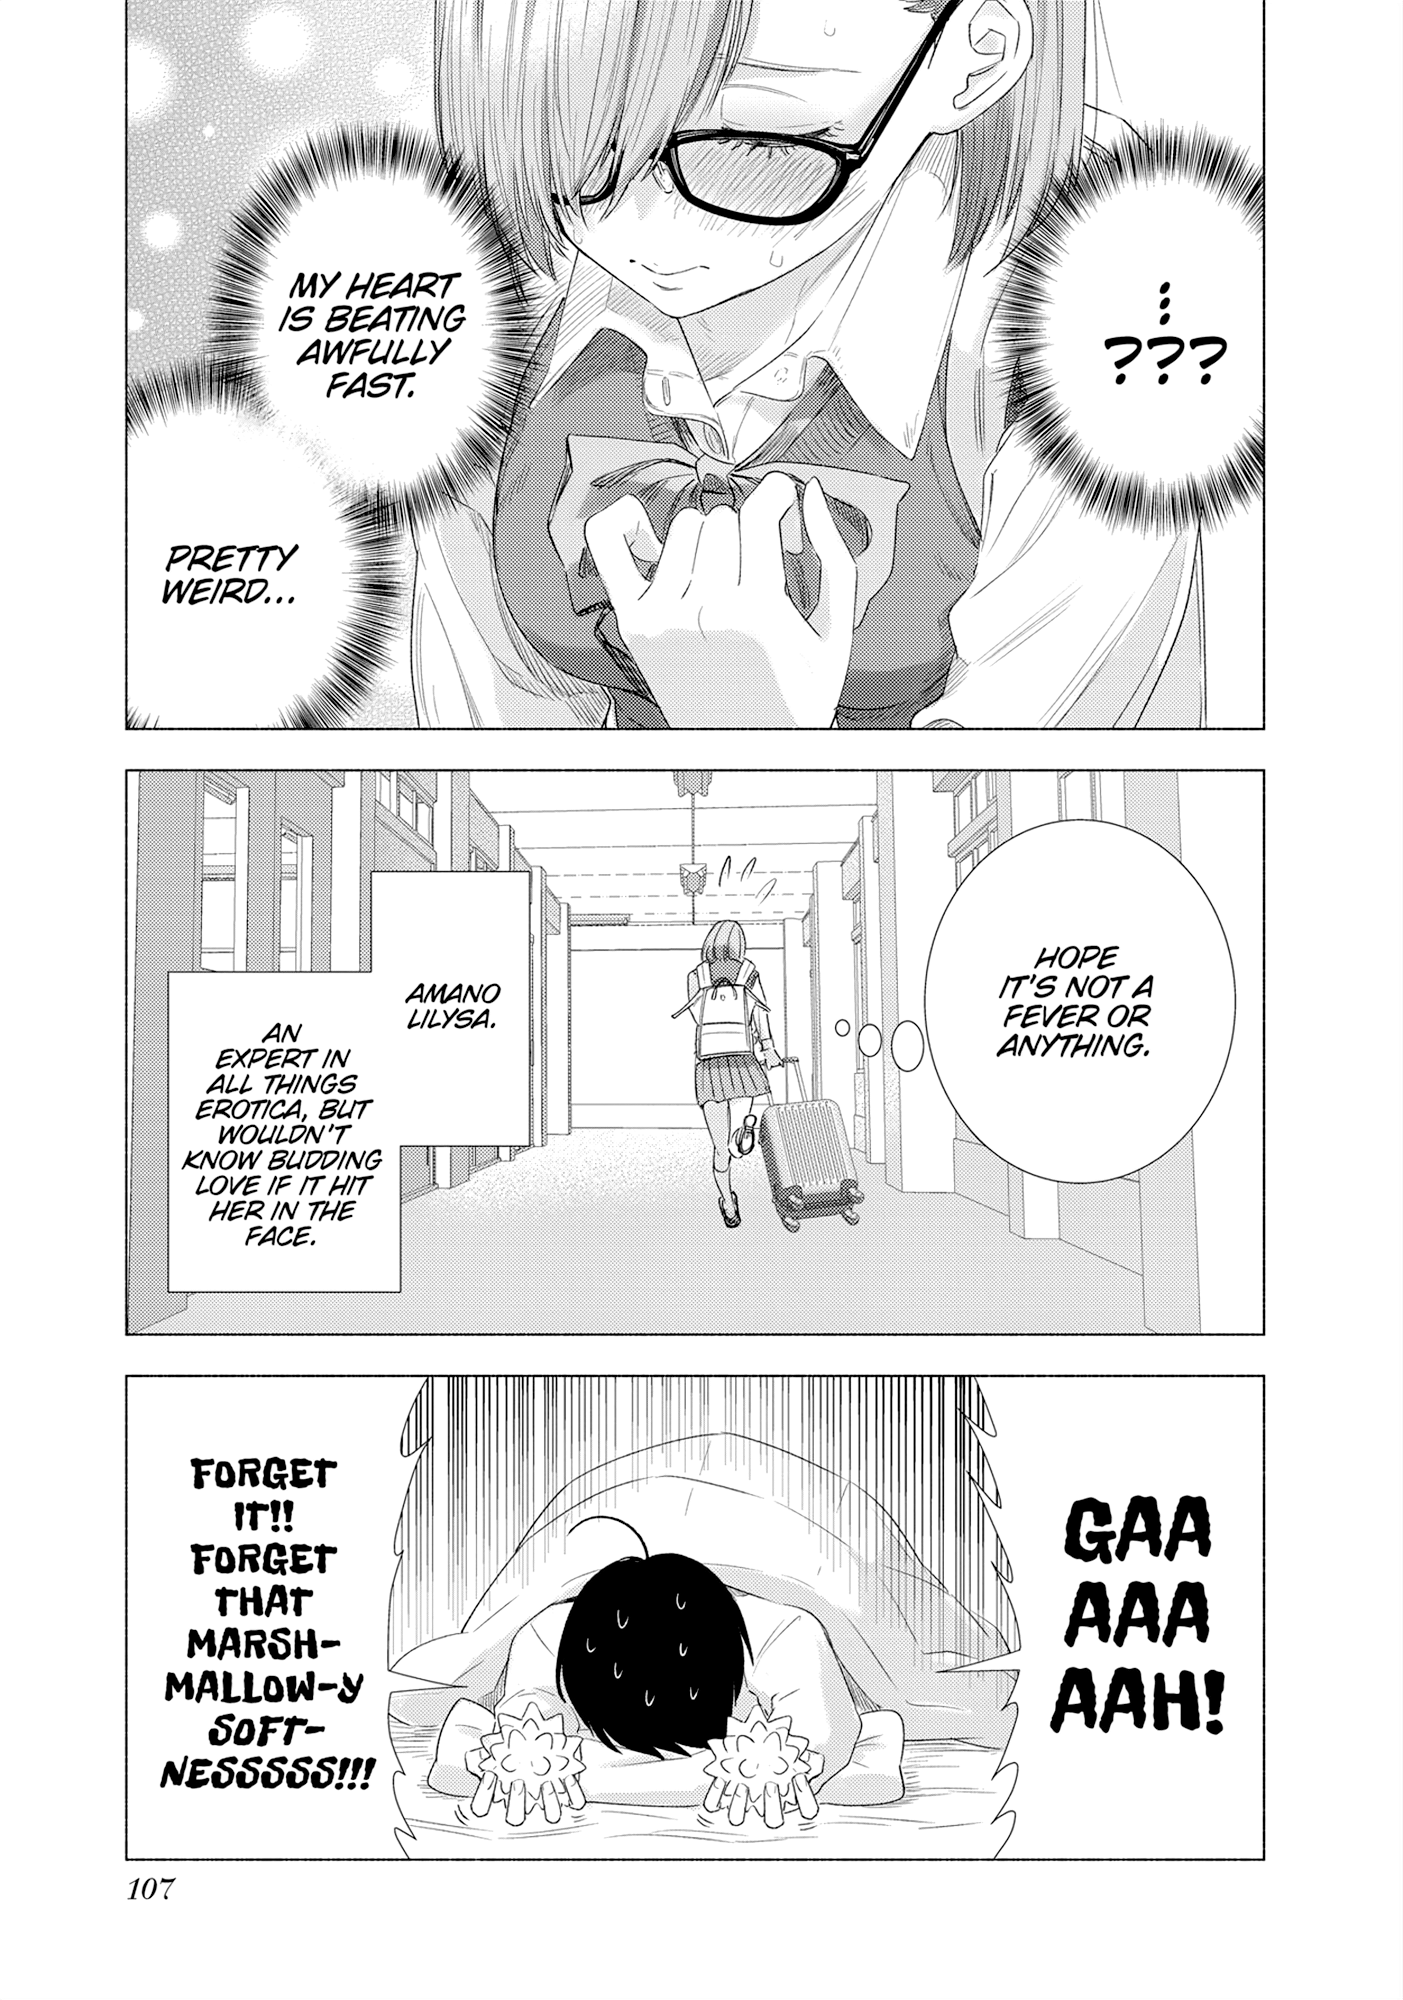 ...
???
MY HEART
IS BEATING
AWFULLY
FAST.
PRETTY
WEIRD...
HOPE
IT'S NOT A
FEVER OR
ANYTHING.
AMANO
LILYSA.
AN
EXPERT IN
ALL THINGS
EROTICA, BUT
WOULDN'T
KNOW BUDDING
LOVE IF IT HIT
HER IN THE
FACE.
GAA
AAA
AAH!
FORGET
IT!!
FORGET
THAT
MARSH-
MALLOW-Y
SOFT-
NESSSSS!!!
107